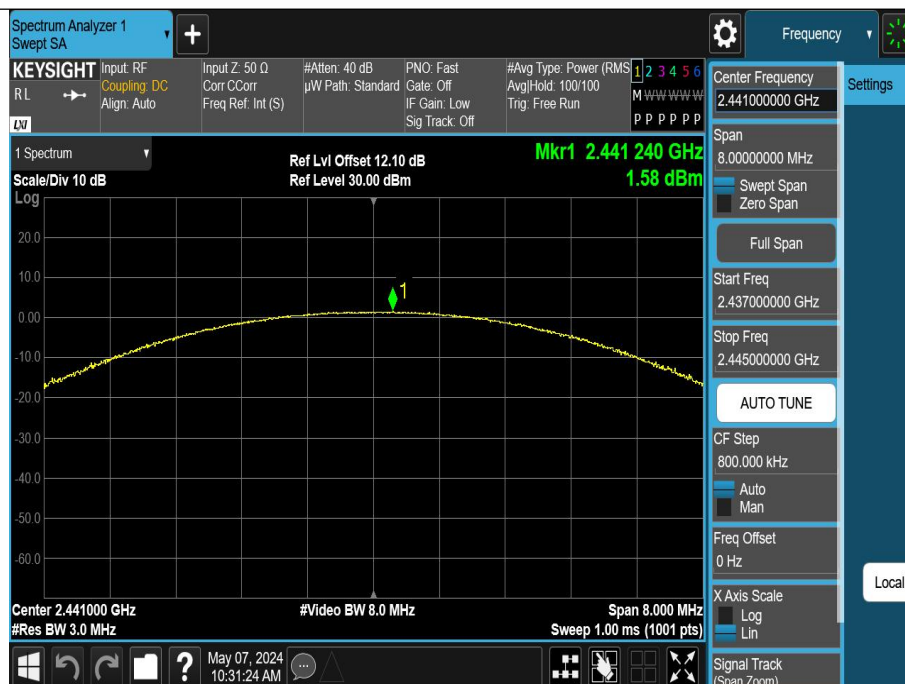 Spectrum Analyzer 1
Swept SA
+
Frequency
KEYSIGHT
RL
LXI
Input: RF
Coupling: DC
Align: Auto
Input Z: 50 Ω
Corr CCorr
Freq Ref: Int (S)
#Atten: 40 dB
µW Path: Standard
PNO: Fast
Gate: Off
IF Gain: Low
Sig Track: Off
#Avg Type: Power (RMS
Avg|Hold: 100/100
Trig: Free Run
1 2 3 4 5 6
M W W W W W
P P P P P P
1 Spectrum
Scale/Div 10 dB
Log
Ref Lvl Offset 12.10 dB
Ref Level 30.00 dBm
Mkr1 2.441 240 GHz
1.58 dBm
20.0
10.0
0.00
-10.0
-20.0
-30.0
-40.0
-50.0
-60.0
1
Center 2.441000 GHz
#Res BW 3.0 MHz
#Video BW 8.0 MHz
Span 8.000 MHz
Sweep 1.00 ms (1001 pts)
?
May 07, 2024
10:31:24 AM
Center Frequency
2.441000000 GHz
Span
8.00000000 MHz
Swept Span
Zero Span
Full Span
Start Freq
2.437000000 GHz
Stop Freq
2.445000000 GHz
AUTO TUNE
CF Step
800.000 kHz
Auto
Man
Freq Offset
0 Hz
X Axis Scale
Log
Lin
Signal Track
(Span Zoom)
Settings
Local